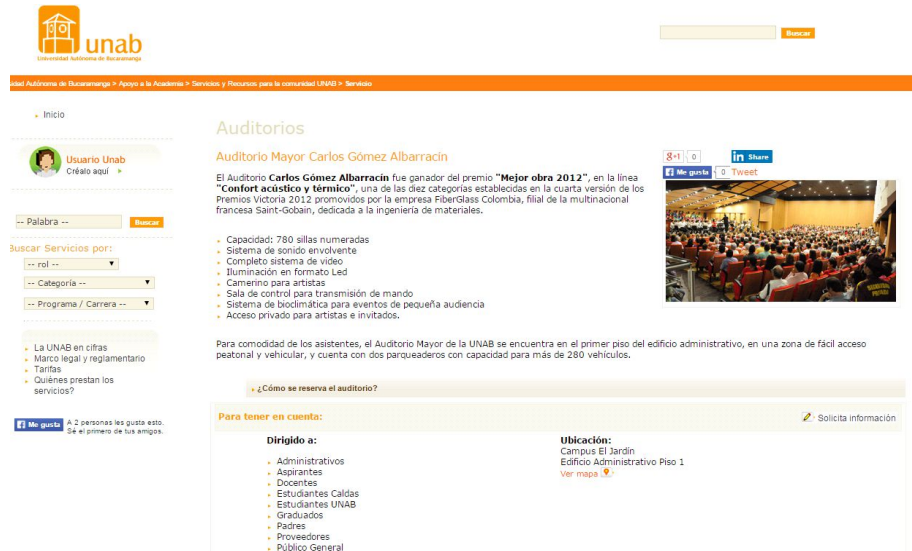 unab
Universidad Autónoma de Bucaramanga
Buscar
idad Autónoma de Bucaramanga > Apoyo a la Academia > Servicios y Recursos para la comunidad UNAB > Servicio
Inicio
Usuario Unab
Créalo aquí
-- Palabra --
Buscar
Buscar Servicios por:
-- rol --
-- Categoría --
-- Programa / Carrera --
La UNAB en cifras
Marco legal y reglamentario
Tarifas
Quiénes prestan los
servicios?
Me gusta
A 2 personas les gusta esto.
Sé el primero de tus amigos.
Auditorios
Auditorio Mayor Carlos Gómez Albarracín
g+1 0
in Share
Me gusta 0 Tweet
El Auditorio Carlos Gómez Albarracín fue ganador del premio "Mejor obra 2012", en la línea
"Confort acústico y térmico", una de las diez categorías establecidas en la cuarta versión de los
Premios Victoria 2012 promovidos por la empresa FiberGlass Colombia, filial de la multinacional
francesa Saint-Gobain, dedicada a la ingeniería de materiales.
Capacidad: 780 sillas numeradas
Sistema de sonido envolvente
Completo sistema de video
Iluminación en formato Led
Camerino para artistas
Sala de control para transmisión de mando
Sistema de bioclimática para eventos de pequeña audiencia
Acceso privado para artistas e invitados.
Para comodidad de los asistentes, el Auditorio Mayor de la UNAB se encuentra en el primer piso del edificio administrativo, en una zona de fácil acceso
peatonal y vehicular, y cuenta con dos parqueaderos con capacidad para más de 280 vehículos.
¿Cómo se reserva el auditorio?
Para tener en cuenta:
Solicita información
Dirigido a:
Administrativos
Aspirantes
Docentes
Estudiantes Caldas
Estudiantes UNAB
Graduados
Padres
Proveedores
Público General
Ubicación:
Campus El Jardín
Edificio Administrativo Piso 1
Ver mapa